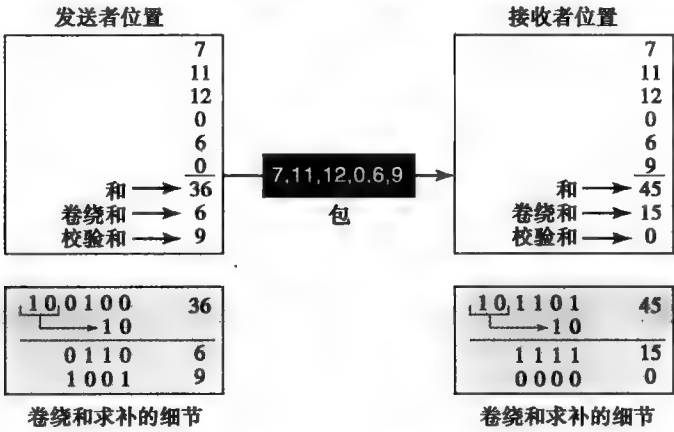 发送者位置
7
11
12
0
6
0
和 36
卷绕和 6
校验和 9
7,11,12,0,6,9
包
接收者位置
7
11
12
0
6
9
和 45
卷绕和 15
校验和 0
100100 36
10
0110 6
1001 9
卷绕和求补的细节
101101 45
10
1111 15
0000 0
卷绕和求补的细节